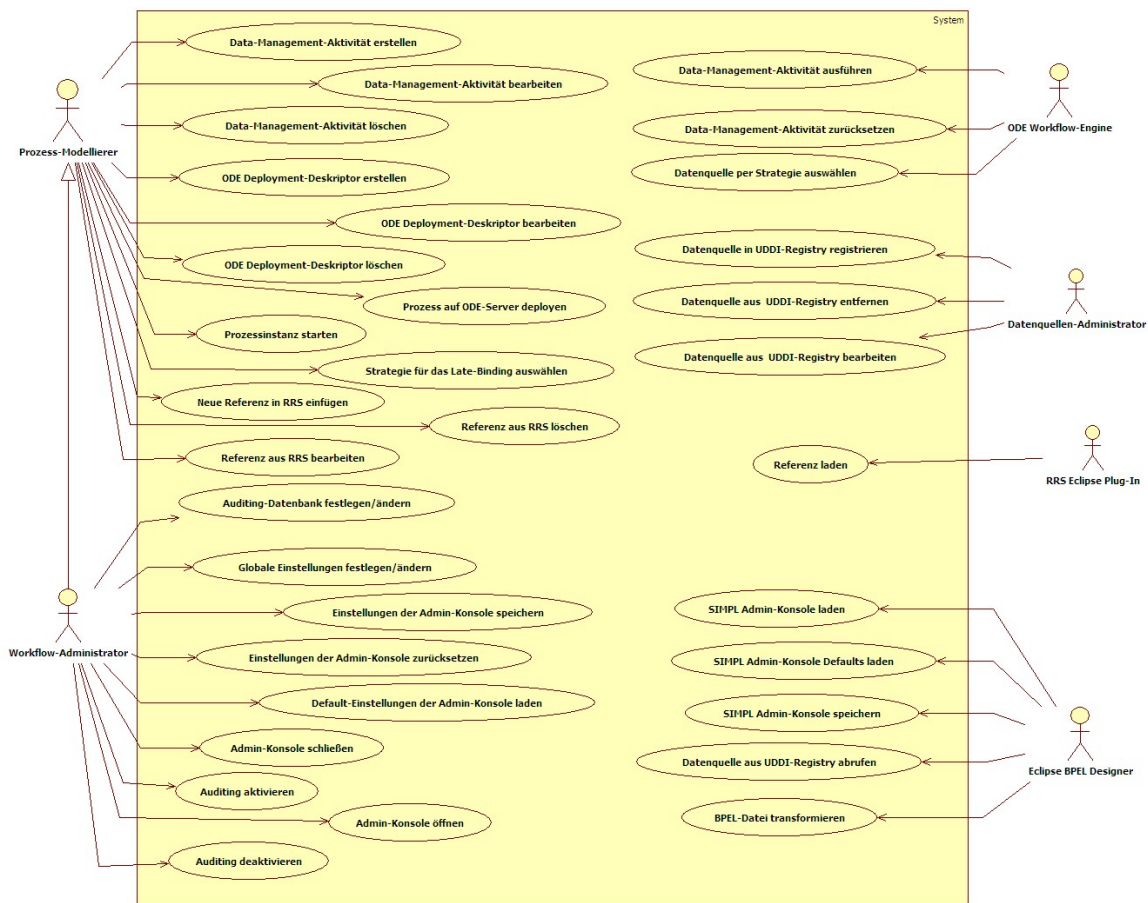 System
Data-Management-Aktivität erstellen
Data-Management-Aktivität bearbeiten
Data-Management-Aktivität löschen
Prozess-Modellierer
ODE Deployment-Deskriptor erstellen
ODE Deployment-Deskriptor bearbeiten
ODE Deployment-Deskriptor löschen
Prozess auf ODE-Server deployen
Prozessinstanz starten
Strategie für das Late-Binding auswählen
Neue Referenz in RRS einfügen
Referenz aus RRS löschen
Referenz aus RRS bearbeiten
Auditing-Datenbank festlegen/ändern
Globale Einstellungen festlegen/ändern
Einstellungen der Admin-Konsole speichern
Workflow-Administrator
Einstellungen der Admin-Konsole zurücksetzen
Default-Einstellungen der Admin-Konsole laden
Admin-Konsole schließen
Auditing aktivieren
Admin-Konsole öffnen
Auditing deaktivieren
Data-Management-Aktivität ausführen
Data-Management-Aktivität zurücksetzen
ODE Workflow-Engine
Datenquelle per Strategie auswählen
Datenquelle in UDDI-Registry registrieren
Datenquelle aus UDDI-Registry entfernen
Datenquellen-Administrator
Datenquelle aus UDDI-Registry bearbeiten
Referenz laden
RRS Eclipse Plug-In
SIMPL Admin-Konsole laden
SIMPL Admin-Konsole Defaults laden
SIMPL Admin-Konsole speichern
Datenquelle aus UDDI-Registry abrufen
Eclipse BPEL Designer
BPEL-Datei transformieren